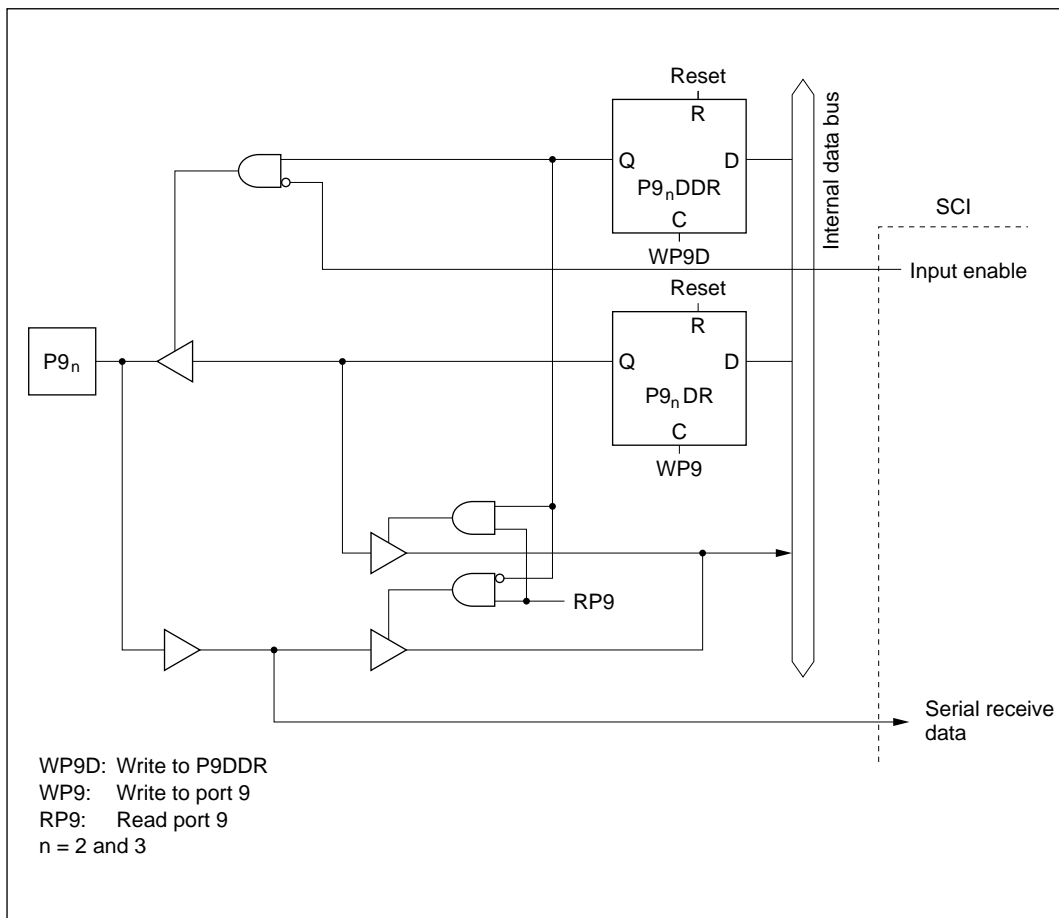 Reset
R
Q
D
P9nDDR
C
WP9D
Internal data bus
SCI
Input enable
Reset
R
P9n
Q
D
P9nDR
C
WP9
RP9
Serial receive
data
WP9D: Write to P9DDR
WP9: Write to port 9
RP9: Read port 9
n = 2 and 3